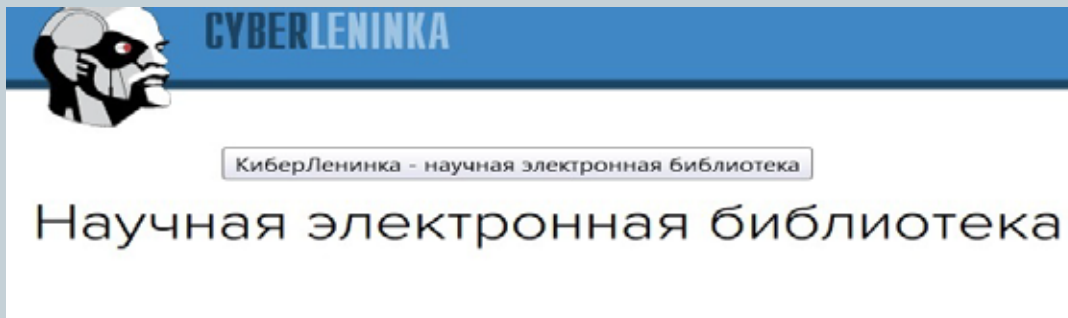 CYBERLENINKA
КиберЛенинка - научная электронная библиотека
Научная электронная библиотека